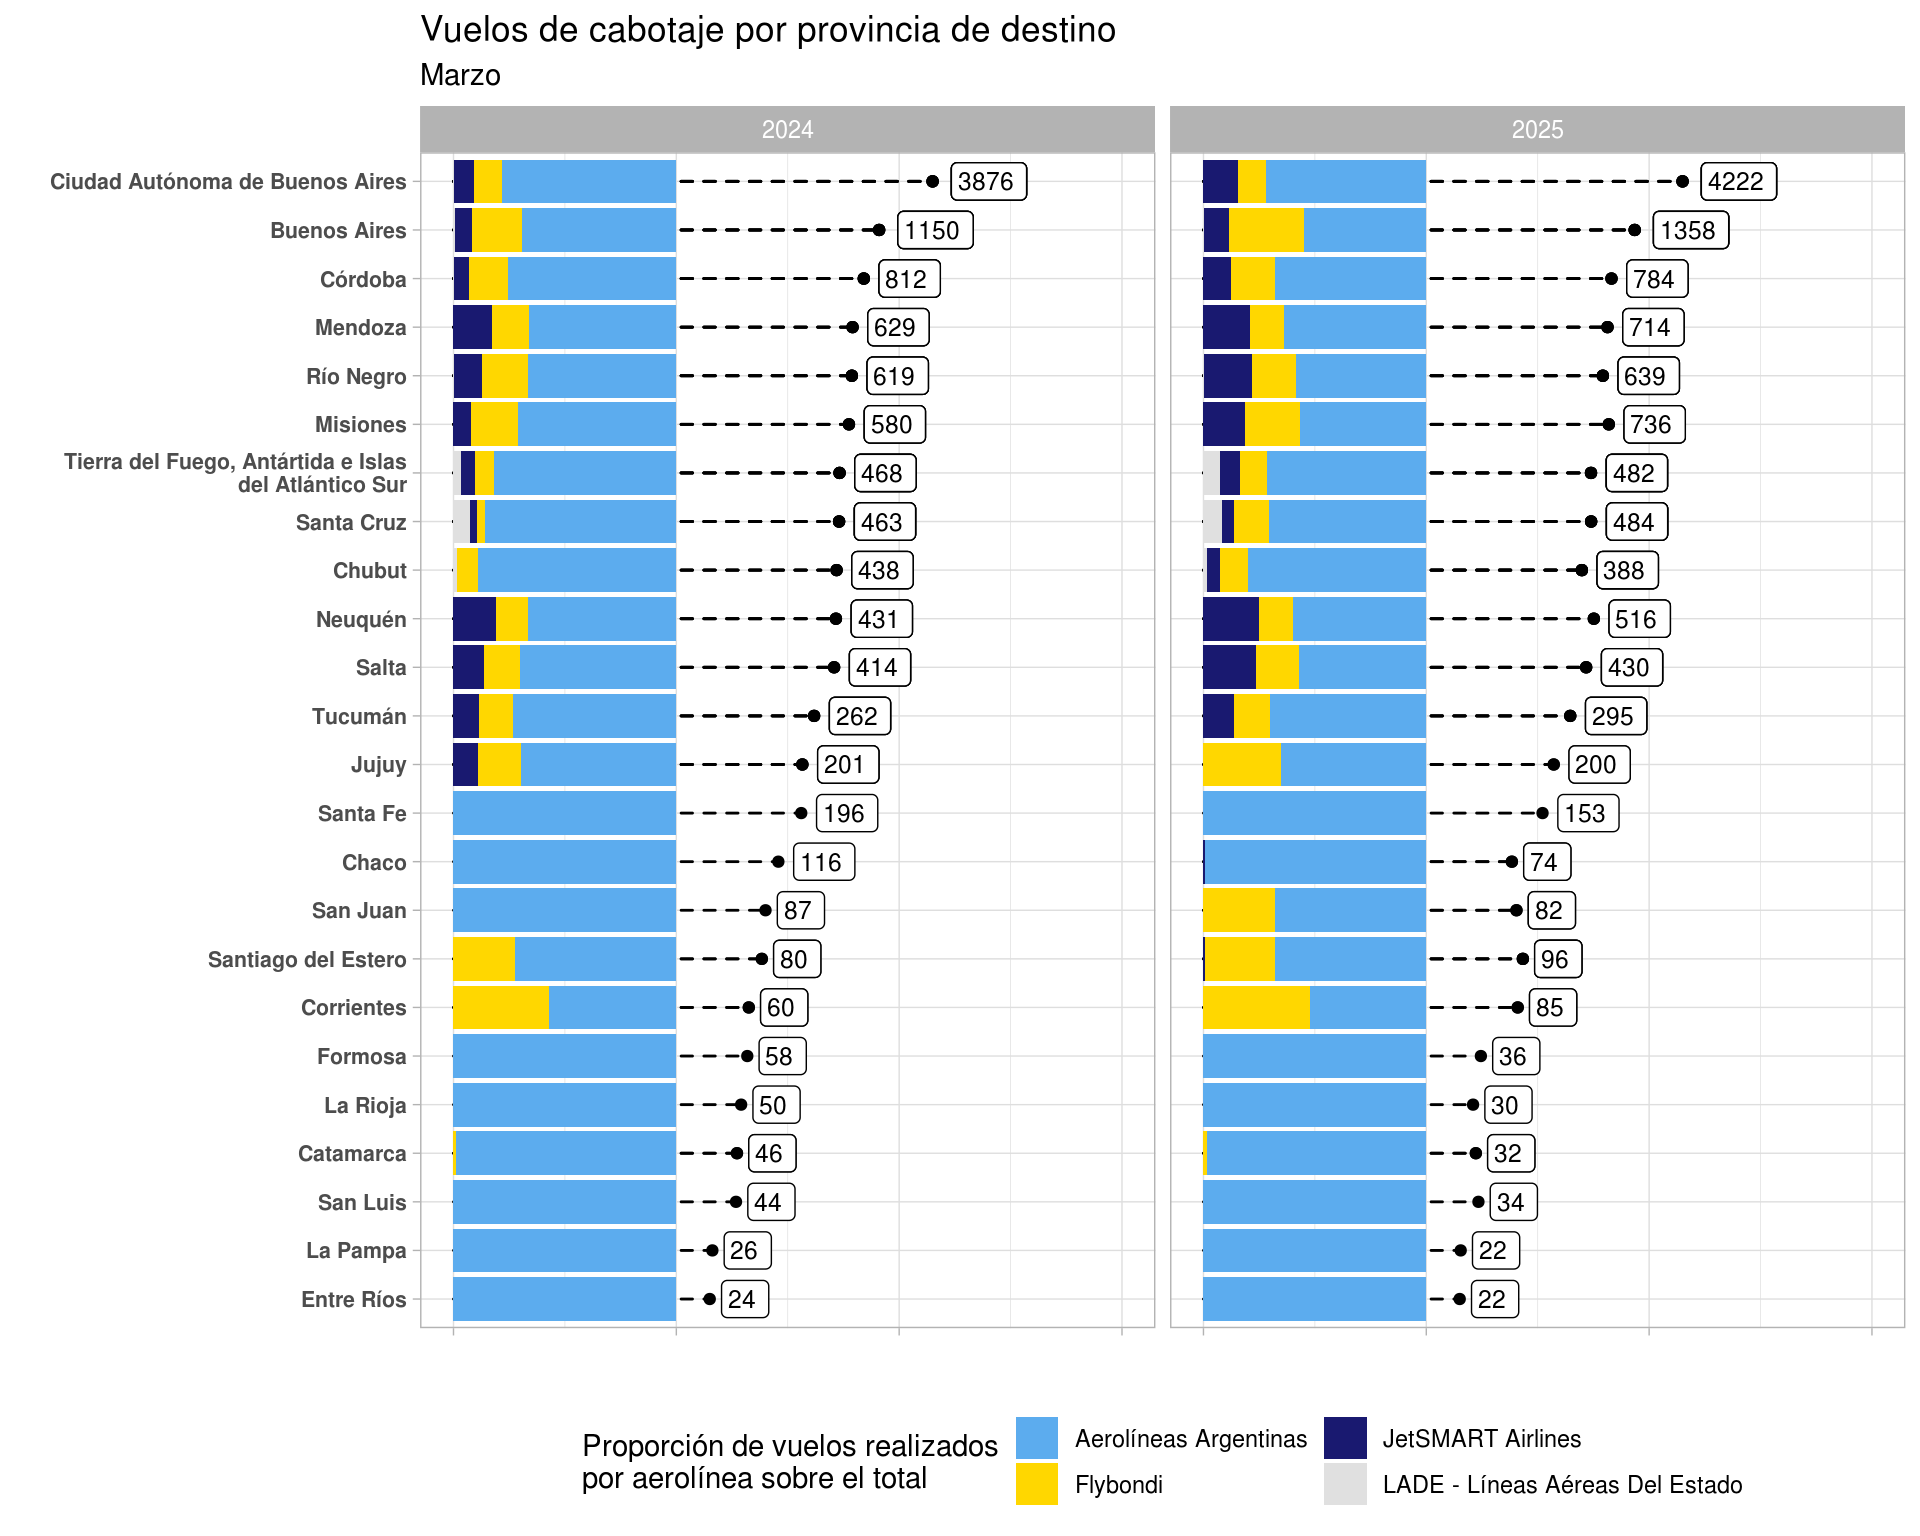 Vuelos de cabotaje por provincia de destino
Marzo
2024 2025
Ciudad Autónoma de Buenos Aires 3876 4222
Buenos Aires 1150 1358
Córdoba 812 784
Mendoza 629 714
Río Negro 619 639
Misiones 580 736
Tierra del Fuego, Antártida e Islas
del Atlántico Sur 468 482
Santa Cruz 463 484
Chubut 438 388
Neuquén 431 516
Salta 414 430
Tucumán 262 295
Jujuy 201 200
Santa Fe 196 153
Chaco 116 74
San Juan 87 82
Santiago del Estero 80 96
Corrientes 60 85
Formosa 58 36
La Rioja 50 30
Catamarca 46 32
San Luis 44 34
La Pampa 26 22
Entre Ríos 24 22
Proporción de vuelos realizados
por aerolínea sobre el total
Aerolíneas Argentinas JetSMART Airlines
Flybondi LADE - Líneas Aéreas Del Estado